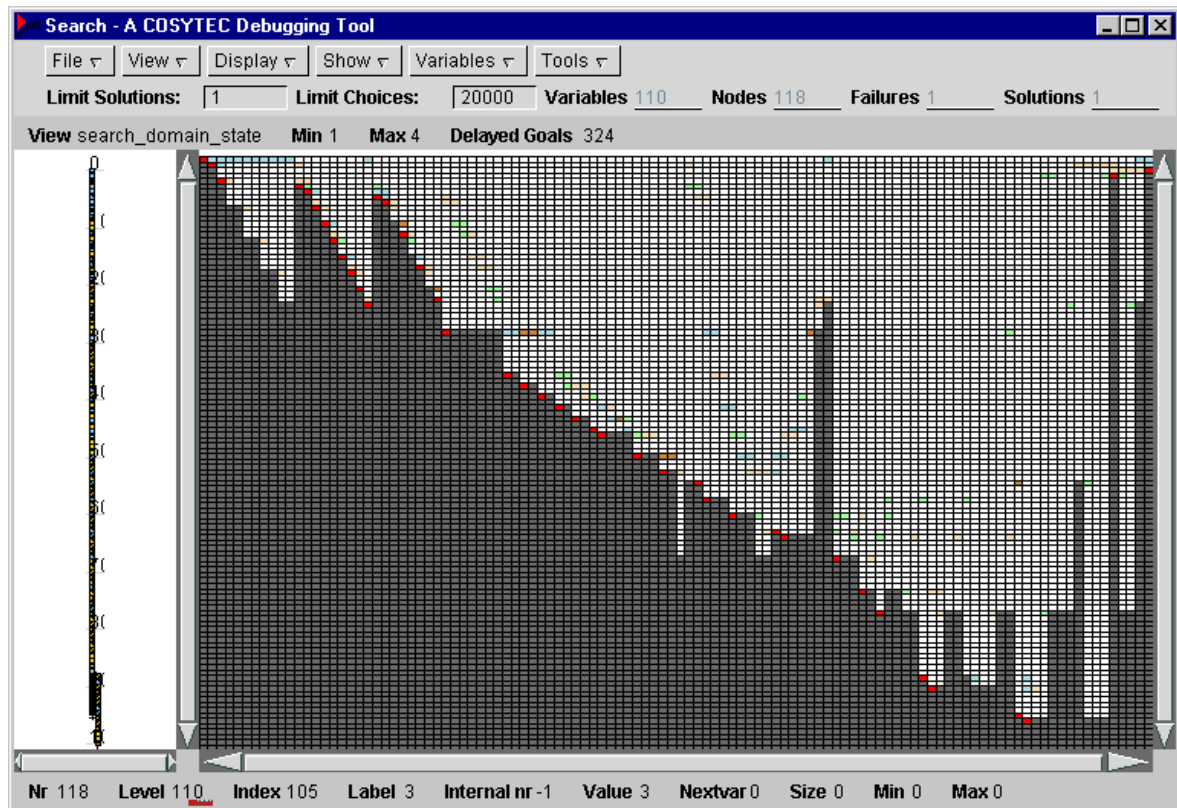 Search - A COSYTEC Debugging Tool
File View Display Show Variables Tools
Limit Solutions: 1 Limit Choices: 20000 Variables 110 Nodes 118 Failures 1 Solutions 1
View search_domain_state Min 1 Max 4 Delayed Goals 324
0
Nr 118 Level 110 Index 105 Label 3 Internal nr -1 Value 3 Nextvar 0 Size 0 Min 0 Max 0